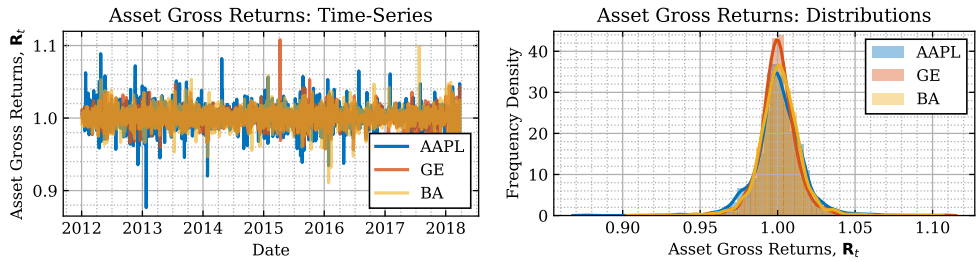 Asset Gross Returns: Time-Series
Asset Gross Returns, R_t
1.1
1.0
0.9
2012 2013 2014 2015 2016 2017 2018
Date
AAPL
GE
BA
Asset Gross Returns: Distributions
Frequency Density
40
30
20
10
0
0.90 0.95 1.00 1.05 1.10
Asset Gross Returns, R_t
AAPL
GE
BA